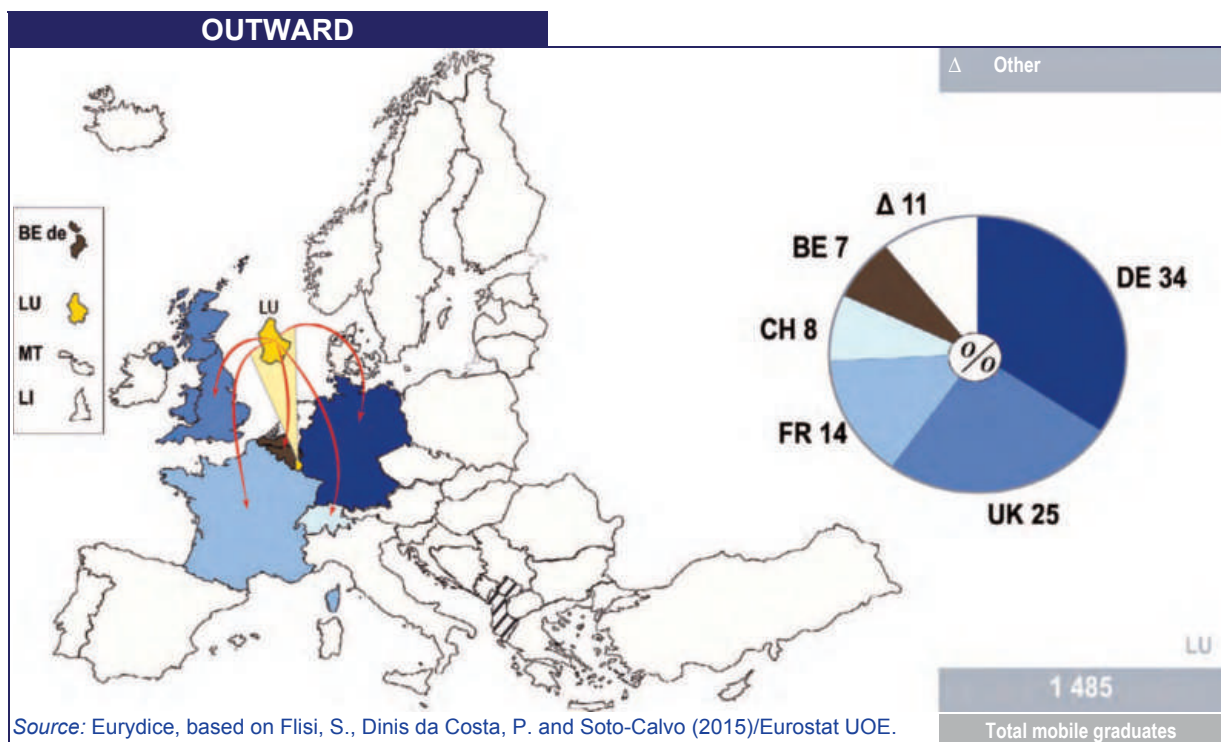 OUTWARD
Δ Other
BE de
LU
MT
LI
LU
Δ 11
BE 7
CH 8
FR 14
UK 25
DE 34
%
LU
1 485
Total mobile graduates
Source: Eurydice, based on Flisi, S., Dinis da Costa, P. and Soto-Calvo (2015)/Eurostat UOE.